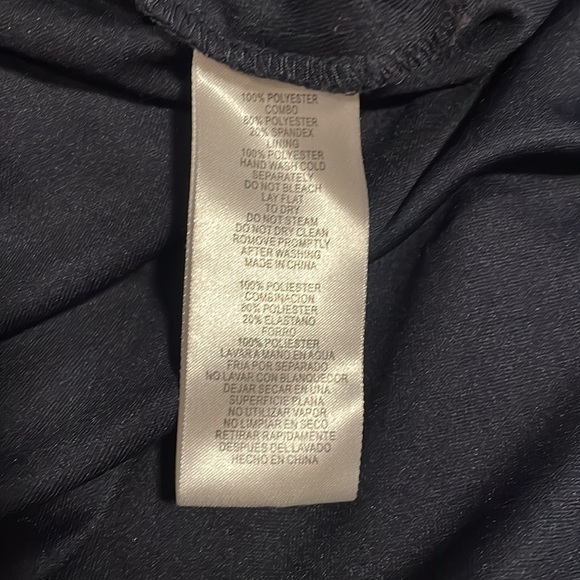 100% POLYESTER
COMBO
80% POLYESTER
20% SPANDEX
LINING
100% POLYESTER
HAND WASH COLD
SEPARATELY
DO NOT BLEACH
LAY FLAT
TO DRY
DO NOT STEAM
DO NOT DRY CLEAN
REMOVE PROMPTLY
AFTER WASHING
MADE IN CHINA
100% POLIESTER
COMBINACION
80% POLIESTER
20% ELASTANO
FORRO
100% POLIESTER
LAVAR A MANO EN AGUA
FRIA POR SEPARADO
NO LAVAR CON BLANQUEDOR
DEJAR SECAR EN UNA
SUPERFICIE PLANA
NO UTILIZAR VAPOR
NO LIMPIAR EN SECO
RETIRAR RAPIDAMENTE
DESPUES DEL LAVADO
HECHO EN CHINA